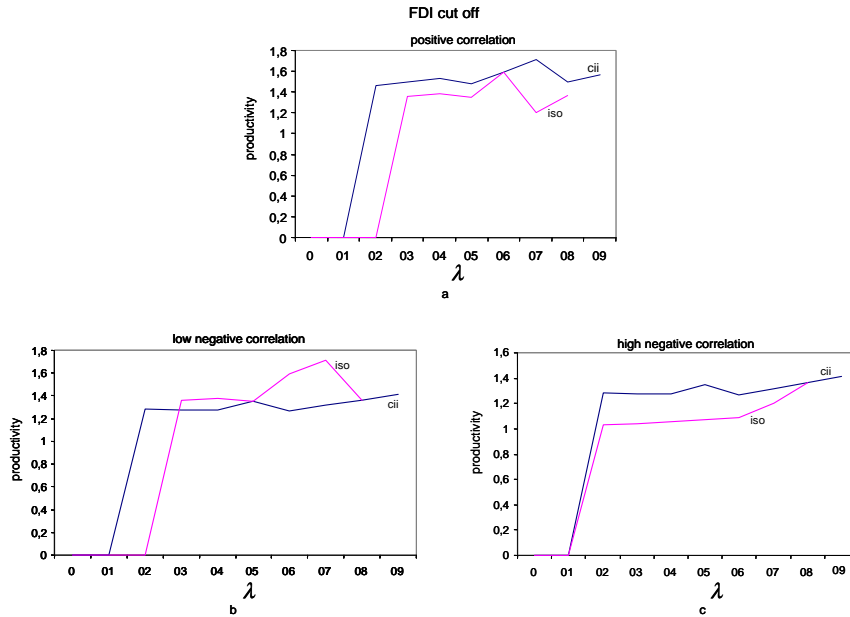 FDI cut off
positive correlation
1,8
1,6
1,4
1,2
1
0,8
0,6
0,4
0,2
0
productivity
cii
iso
0 01 02 03 04 05 06 07 08 09
λ
a
low negative correlation
1,8
1,6
1,4
1,2
1
0,8
0,6
0,4
0,2
0
productivity
iso
cii
0 01 02 03 04 05 06 07 08 09
λ
b
high negative correlation
1,6
1,4
1,2
1
0,8
0,6
0,4
0,2
0
productivity
cii
iso
0 01 02 03 04 05 06 07 08 09
λ
c